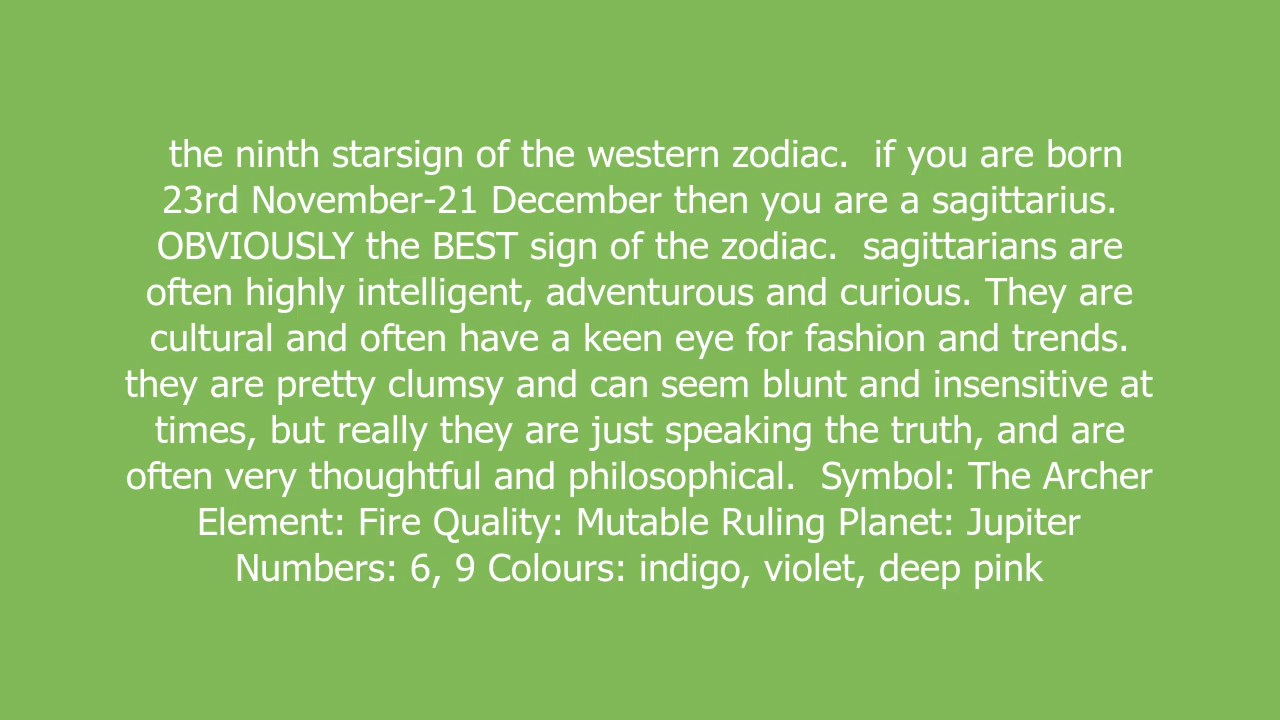 the ninth starsign of the western zodiac.  if you are born
23rd November-21 December then you are a sagittarius.
OBVIOUSLY the BEST sign of the zodiac.  sagittarians are
often highly intelligent, adventurous and curious. They are
cultural and often have a keen eye for fashion and trends.
they are pretty clumsy and can seem blunt and insensitive at
times, but really they are just speaking the truth, and are
often very thoughtful and philosophical.  Symbol: The Archer
Element: Fire Quality: Mutable Ruling Planet: Jupiter
Numbers: 6, 9 Colours: indigo, violet, deep pink